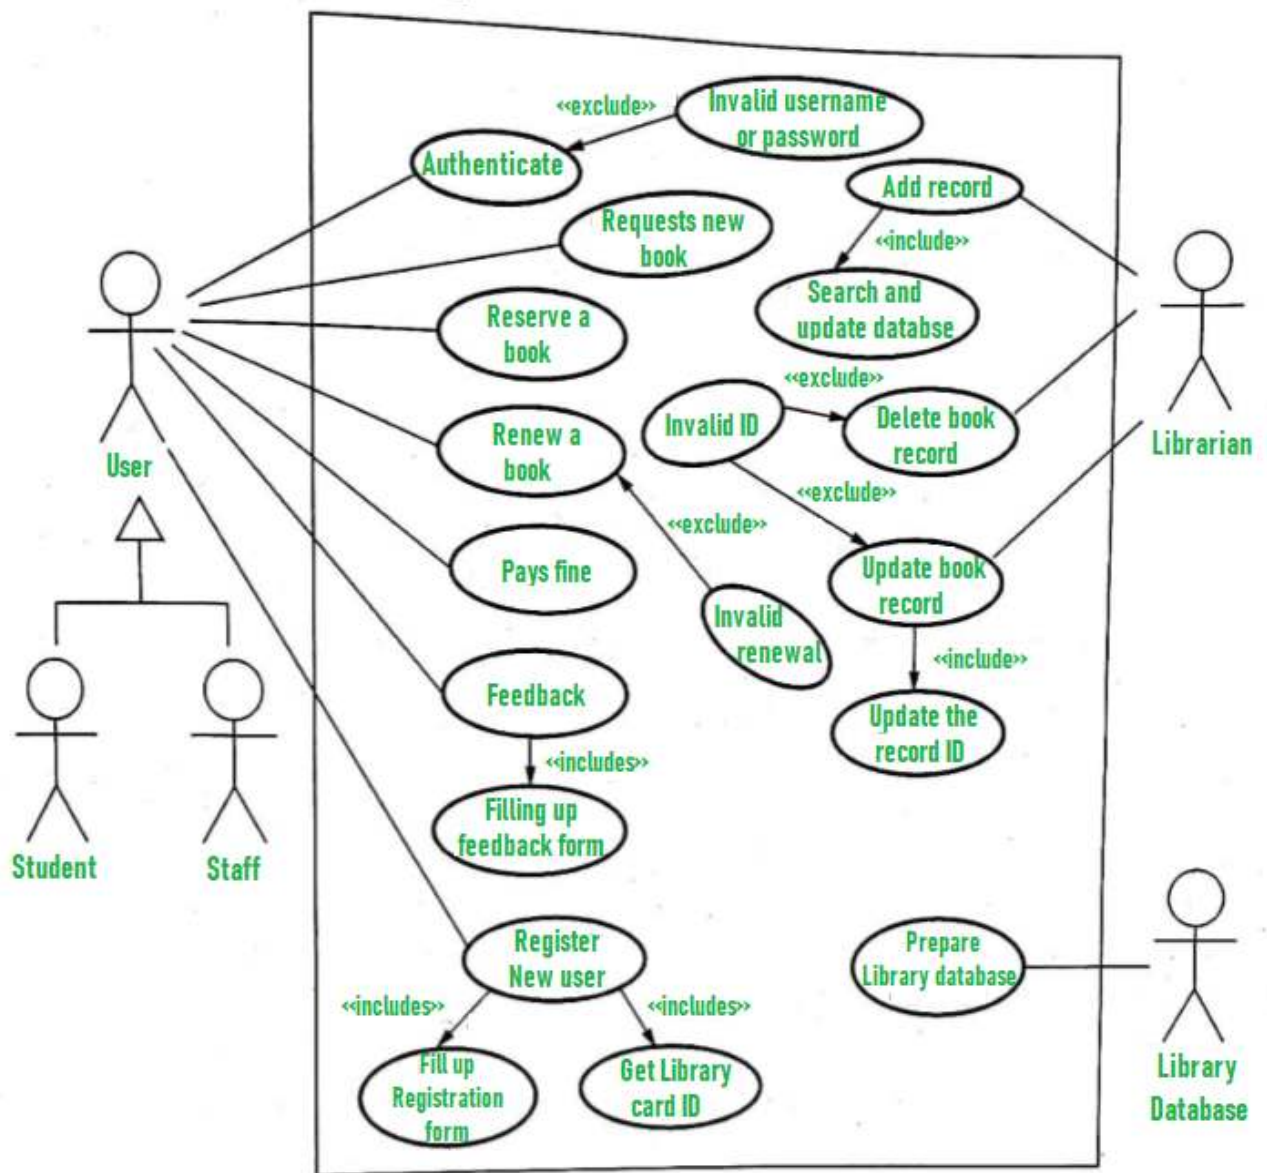 «exclude»
Invalid username
or password
Authenticate
Add record
Requests new
book
«include»
Search and
update databse
Reserve a
book
«exclude»
Invalid ID
Delete book
record
Renew a
book
User
Librarian
«exclude»
«exclude»
Pays fine
Update book
record
Invalid
renewal
«include»
Feedback
Update the
record ID
«includes»
Filling up
feedback form
Student
Staff
Register
New user
Prepare
Library database
«includes»
«includes»
Fill up
Registration
form
Get Library
card ID
Library
Database